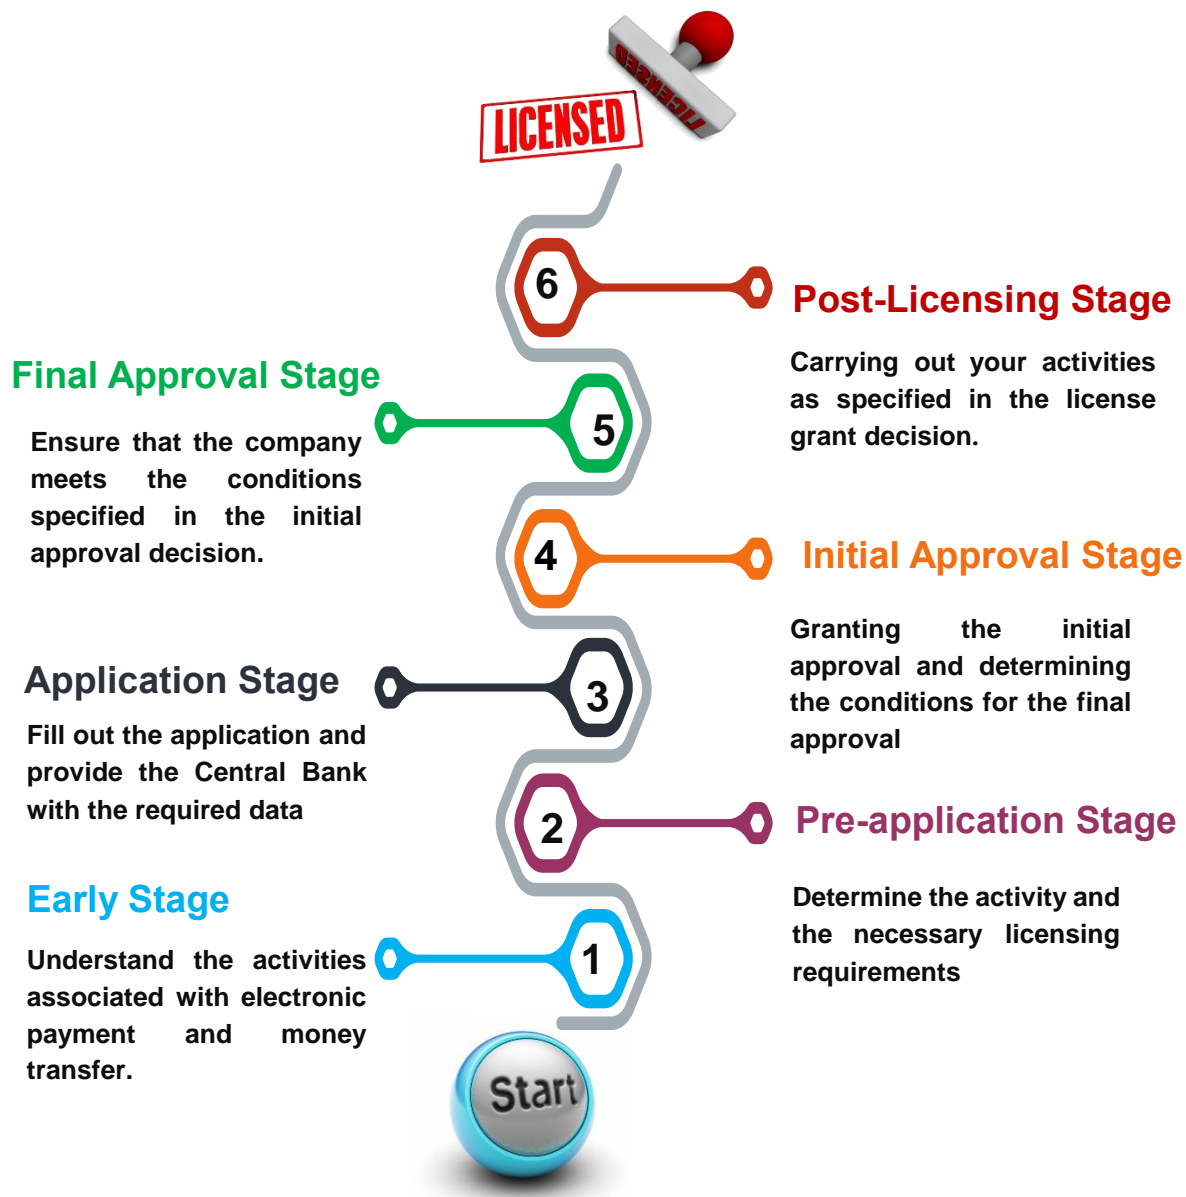 LICENSED
LICENSED
6
Post-Licensing Stage
Carrying out your activities
as specified in the license
grant decision.
Final Approval Stage
5
Ensure that the company
meets the conditions
specified in the initial
approval decision.
4
Initial Approval Stage
Granting the initial
approval and determining
the conditions for the final
approval
Application Stage
3
Fill out the application and
provide the Central Bank
with the required data
2
Pre-application Stage
Determine the activity and
the necessary licensing
requirements
Early Stage
1
Understand the activities
associated with electronic
payment and money
transfer.
Start